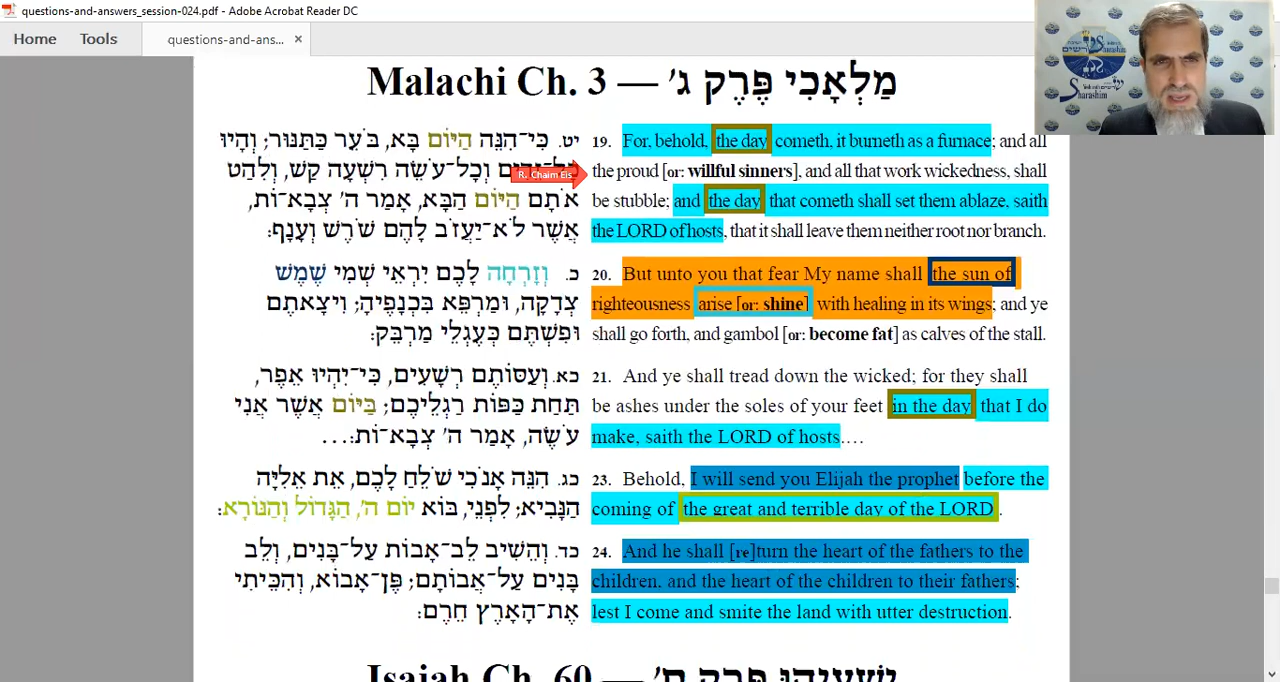 questions-and-answers_session-024.pdf - Adobe Acrobat Reader DC
Home Tools questions-and-ans... ×
Malachi Ch. 3 — מַלְאָכִי פֶּרֶק ג׳
יט. כִּי־הִנֵּה הַיּוֹם בָּא, בֹּעֵר כַּתַּנּוּר; וְהָיוּ
כָל־זֵדִים וְכָל־עֹשֵׂה רִשְׁעָה קַשׁ, וְלִהַט
אֹתָם הַיּוֹם הַבָּא, אָמַר ה׳ צְבָא־וֹת,
אֲשֶׁר לֹא־יַעֲזֹב לָהֶם שֹׁרֶשׁ וְעָנָף:
19. For, behold, the day cometh, it burneth as a furnace; and all
the proud [or: willful sinners], and all that work wickedness, shall
be stubble; and the day that cometh shall set them ablaze, saith
the LORD of hosts, that it shall leave them neither root nor branch.
R. Chaim Eis
כ. וְזָרְחָה לָכֶם יִרְאֵי שְׁמִי שֶׁמֶשׁ
צְדָקָה, וּמַרְפֵּא בִּכְנָפֶיהָ; וִיצָאתֶם
וּפִשְׁתֶּם כְּעֶגְלֵי מַרְבֵּק:
20. But unto you that fear My name shall the sun of
righteousness arise [or: shine] with healing in its wings; and ye
shall go forth, and gambol [or: become fat] as calves of the stall.
כא. וְעַסּוֹתֶם רְשָׁעִים, כִּי־יִהְיוּ אֵפֶר,
תַּחַת כַּפּוֹת רַגְלֵיכֶם; בַּיּוֹם אֲשֶׁר אֲנִי
עֹשֶׂה, אָמַר ה׳ צְבָא־וֹת:...
21. And ye shall tread down the wicked; for they shall
be ashes under the soles of your feet in the day that I do
make, saith the LORD of hosts....
כג. הִנֵּה אָנֹכִי שֹׁלֵחַ לָכֶם, אֵת אֵלִיָּה
הַנָּבִיא; לִפְנֵי, בּוֹא יוֹם ה׳, הַגָּדוֹל וְהַנּוֹרָא:
23. Behold, I will send you Elijah the prophet before the
coming of the great and terrible day of the LORD.
כד. וְהֵשִׁיב לֵב־אָבוֹת עַל־בָּנִים, וְלֵב
בָּנִים עַל־אֲבוֹתָם; פֶּן־אָבוֹא, וְהִכֵּיתִי
אֶת־הָאָרֶץ חֵרֶם:
24. And he shall [re]turn the heart of the fathers to the
children, and the heart of the children to their fathers;
lest I come and smite the land with utter destruction.
Isaiah Ch. 60 — יְשַׁעְיָהוּ פֶּרֶק ס׳